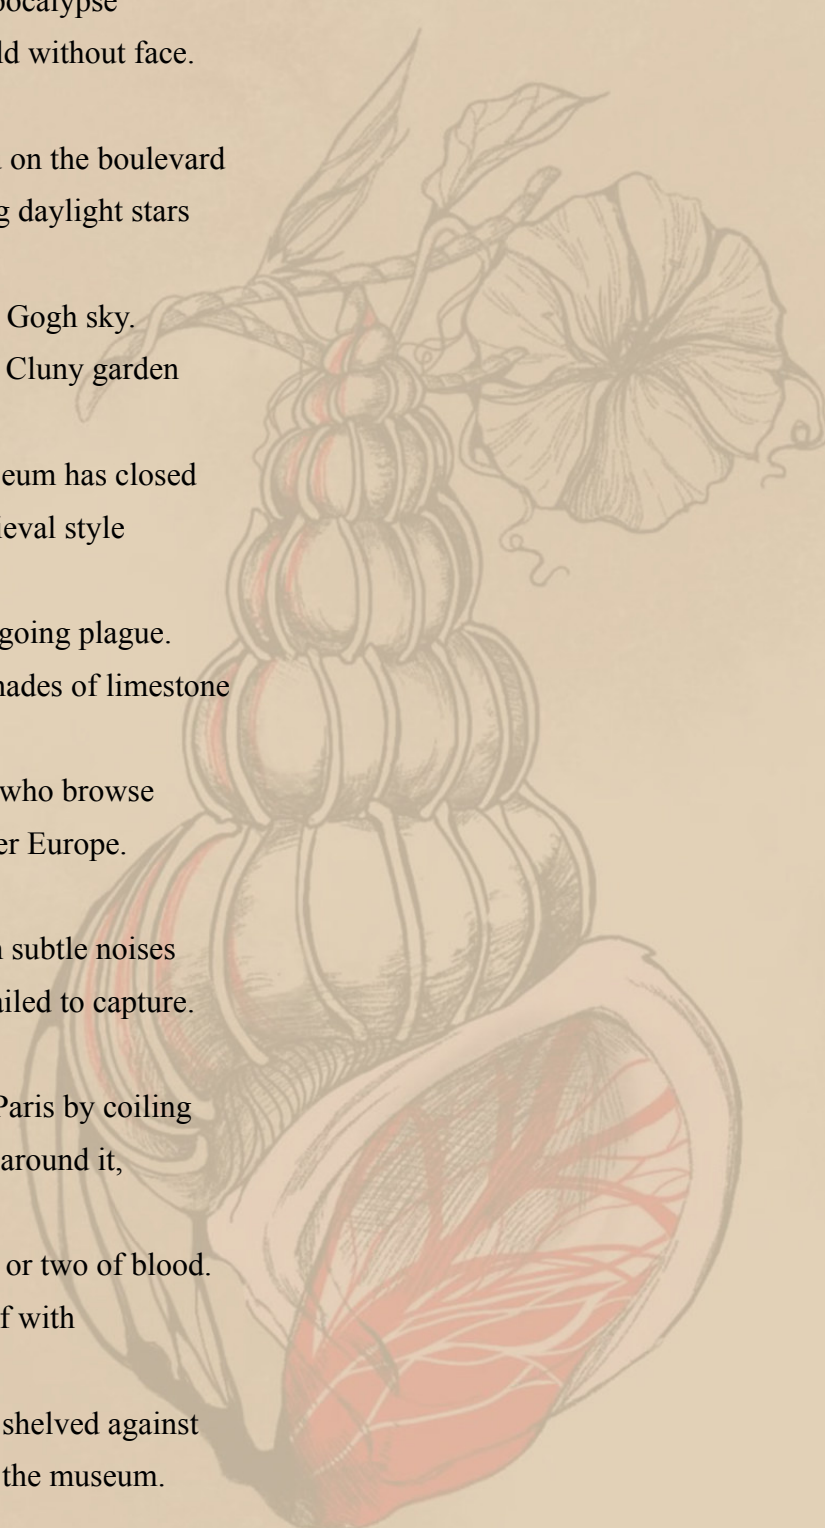 ocalypse
ld without face.
on the boulevard
g daylight stars
Gogh sky.
Cluny garden
eum has closed
ieval style
going plague.
hades of limestone
who browse
er Europe.
subtle noises
ailed to capture.
Paris by coiling
around it,
or two of blood.
f with
shelved against
the museum.